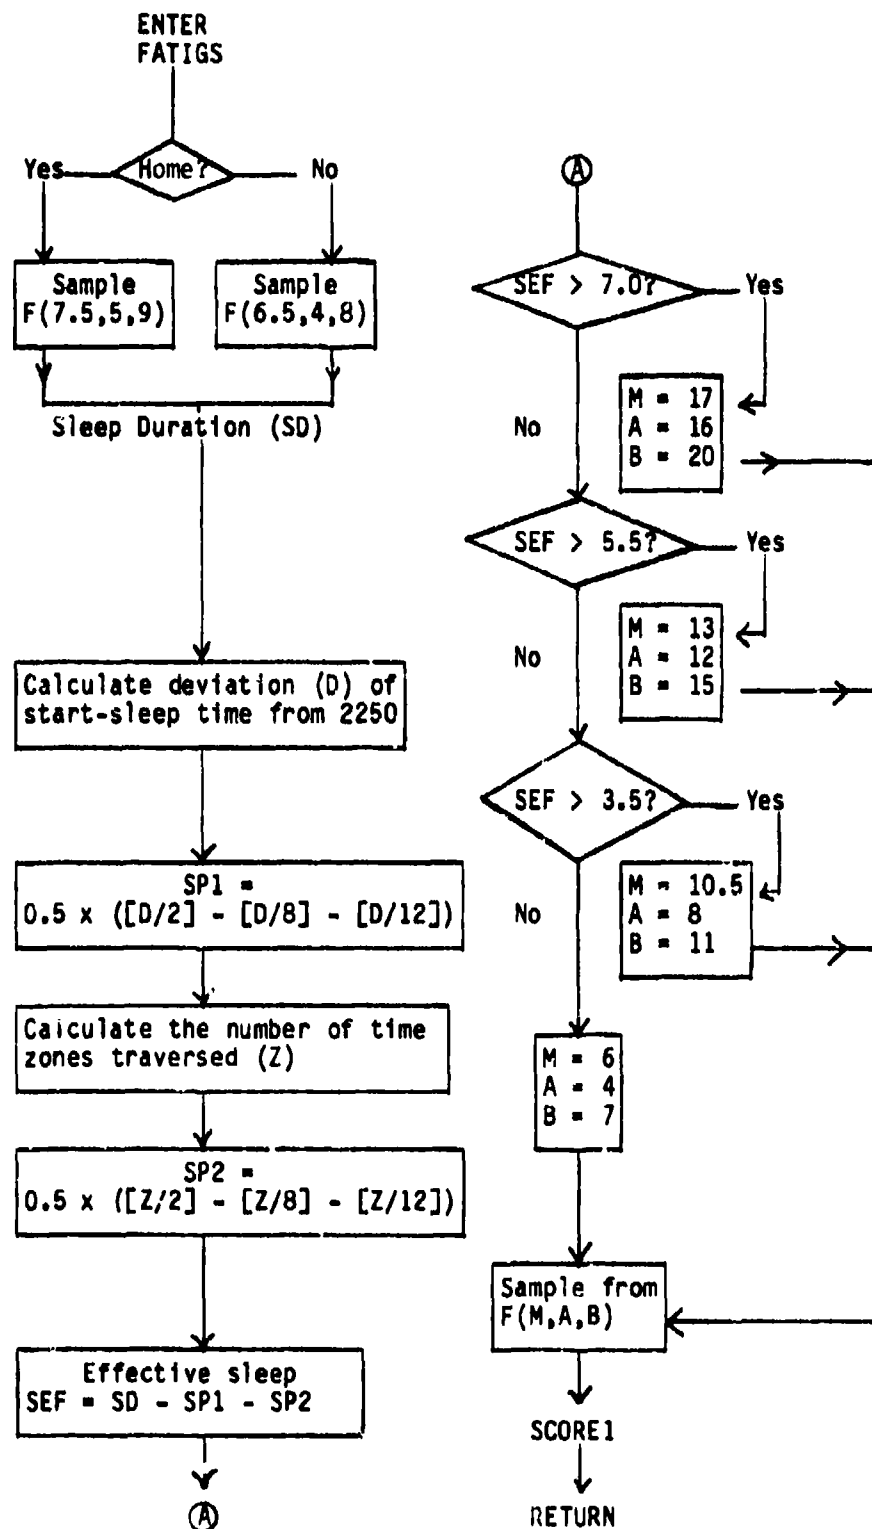 ENTER
FATIGS
Home?
Yes
No
Sample
F(7.5,5,9)
Sample
F(6.5,4,8)
Sleep Duration (SD)
Calculate deviation (D) of
start-sleep time from 2250
SP1 =
0.5 x ([D/2] - [D/8] - [D/12])
Calculate the number of time
zones traversed (Z)
SP2 =
0.5 x ([Z/2] - [Z/8] - [Z/12])
Effective sleep
SEF = SD - SP1 - SP2
A
A
SEF > 7.0?
Yes
M = 17
A = 16
B = 20
No
SEF > 5.5?
Yes
M = 13
A = 12
B = 15
No
SEF > 3.5?
Yes
M = 10.5
A = 8
B = 11
No
M = 6
A = 4
B = 7
Sample from
F(M,A,B)
SCORE1
RETURN